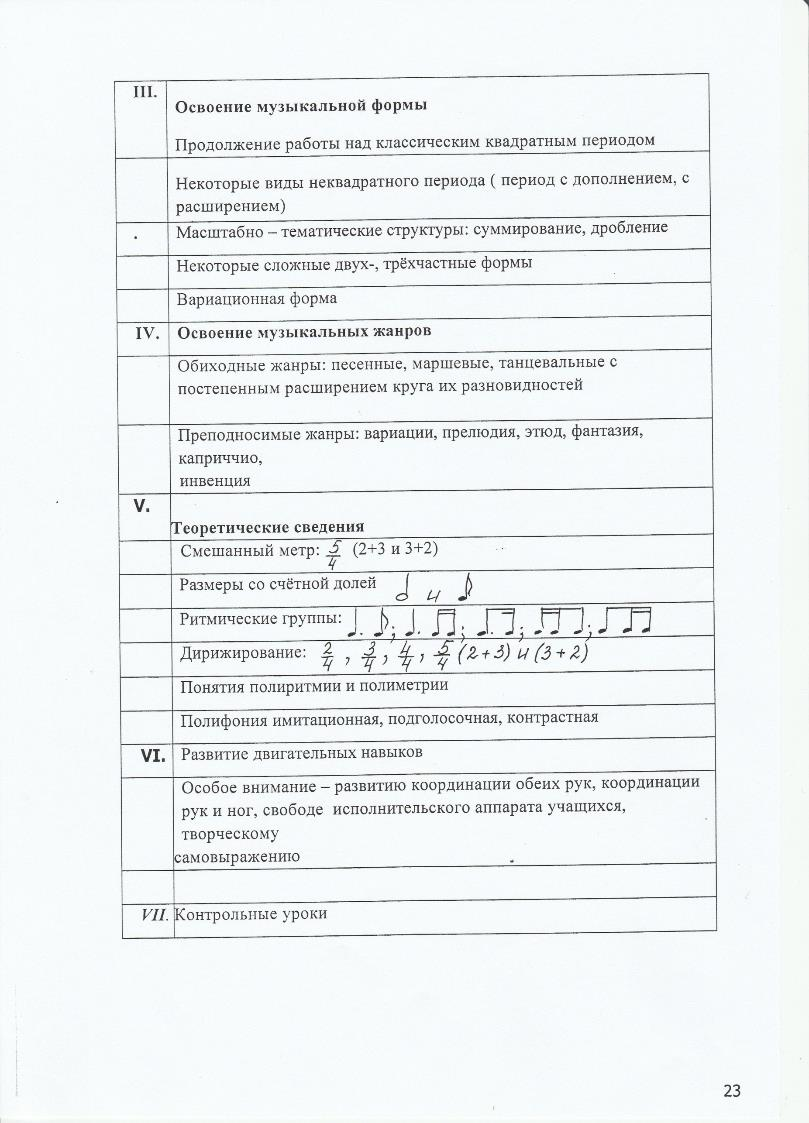 III.
Освоение музыкальной формы
Продолжение работы над классическим квадратным периодом
Некоторые виды неквадратного периода ( период с дополнением, с
расширением)
Масштабно – тематические структуры: суммирование, дробление
Некоторые сложные двух-, трёхчастные формы
Вариационная форма
IV. Освоение музыкальных жанров
Обиходные жанры: песенные, маршевые, танцевальные с
постепенным расширением круга их разновидностей
Преподносимые жанры: вариации, прелюдия, этюд, фантазия,
каприччио,
инвенция
V.
Теоретические сведения
Смешанный метр: 5/4 (2+3 и 3+2)
Размеры со счётной долей 𝅗𝅥 и ♪
Ритмические группы:
Дирижирование: 2/4, 3/4, 4/4, 5/4 (2+3) и (3+2)
Понятия полиритмии и полиметрии
Полифония имитационная, подголосочная, контрастная
VI. Развитие двигательных навыков
Особое внимание – развитию координации обеих рук, координации
рук и ног, свободе исполнительского аппарата учащихся,
творческому
самовыражению
VII. Контрольные уроки
23